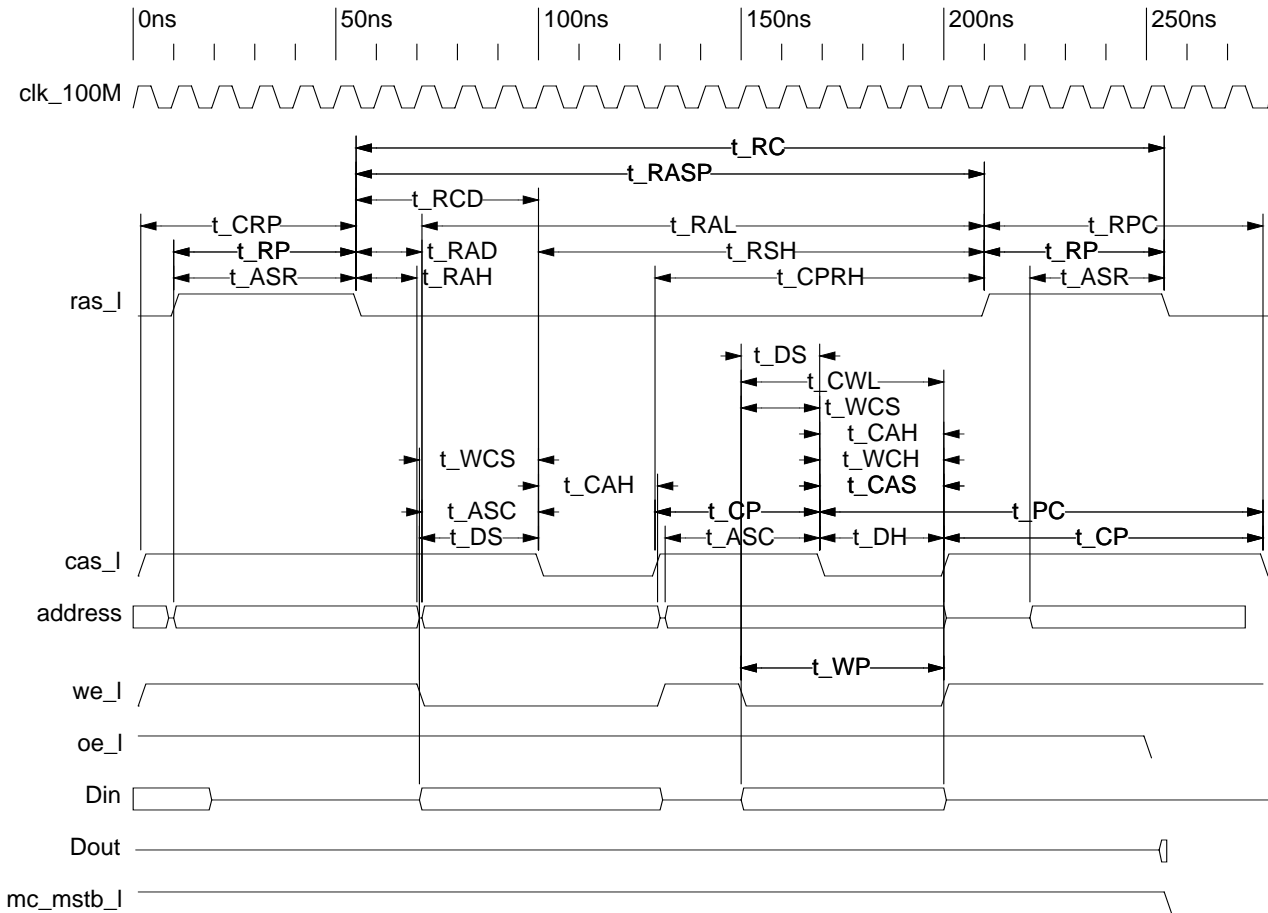 0ns 50ns 100ns 150ns 200ns 250ns
clk_100M
t_RC
t_RASP
t_RCD
t_CRP t_RAL t_RPC
t_RP t_RAD t_RSH t_RP
t_ASR t_RAH t_CPRH t_ASR
ras_l
t_DS
t_CWL
t_WCS
t_CAH
t_WCS t_WCH
t_CAH t_CAS
t_ASC t_CP t_PC
t_DS t_ASC t_DH t_CP
cas_l
address
t_WP
we_l
oe_l
Din
Dout
mc_mstb_l